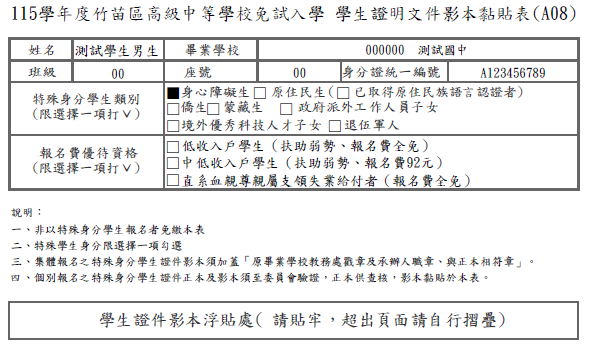 115學年度竹苗區高級中等學校免試入學 學生證明文件影本黏貼表(A08)
姓名 測試學生男生 畢業學校 000000 測試國中
班級 00 座號 00 身分證統一編號 A123456789
特殊身分學生類別
(限選擇一項打∨)
■身心障礙生□ 原住民生(□ 已取得原住民族語言認證者)
□僑生□蒙藏生 □ 政府派外工作人員子女
□境外優秀科技人才子女 □退伍軍人
報名費優待資格
(限選擇一項打∨)
□低收入戶學生(扶助弱勢、報名費全免)
□中低收入戶學生(扶助弱勢、報名費92元)
□直系血親尊親屬支領失業給付者(報名費全免)
說明：
一、非以特殊身分學生報名者免繳本表
二、特殊學生身分限選擇一項勾選
三、集體報名之特殊身分生證件影本須加蓋「原畢業學校教務處戳章及承辦人職章、與正本相符章」。
四、個別報名之特殊身分生證件正本及影本須至委員會驗證，正本供查核，影本黏貼於本表。
學生證件影本浮貼處( 請貼牢，超出頁面請自行摺疊)